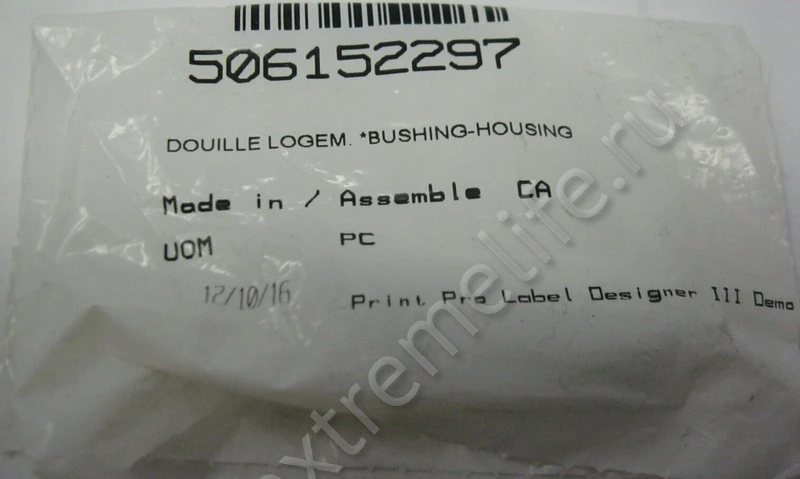 506152297
DOUILLE LOGEM. *BUSHING-HOUSING
Made in / Assemble CA
UOM PC
12/10/16 Print Pro Label Designer III Demo
extremelife.ru